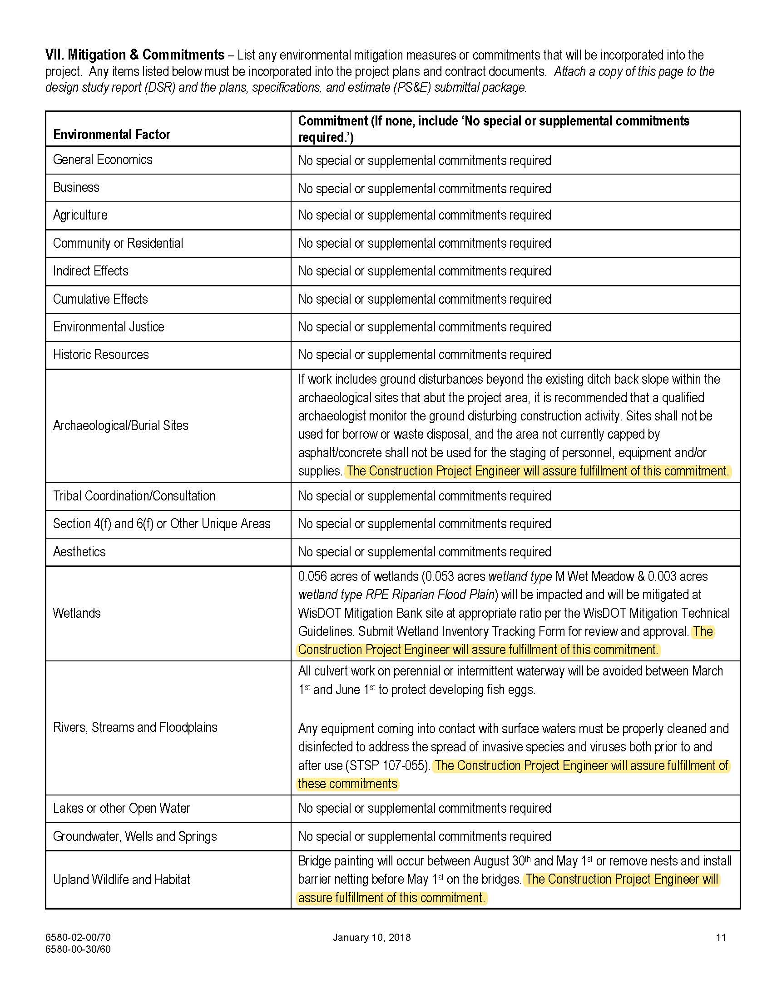 VII. Mitigation & Commitments – List any environmental mitigation measures or commitments that will be incorporated into the
project.  Any items listed below must be incorporated into the project plans and contract documents.  Attach a copy of this page to the
design study report (DSR) and the plans, specifications, and estimate (PS&E) submittal package.
Environmental Factor
Commitment (If none, include ‘No special or supplemental commitments
required.’)
General Economics
No special or supplemental commitments required
Business
No special or supplemental commitments required
Agriculture
No special or supplemental commitments required
Community or Residential
No special or supplemental commitments required
Indirect Effects
No special or supplemental commitments required
Cumulative Effects
No special or supplemental commitments required
Environmental Justice
No special or supplemental commitments required
Historic Resources
No special or supplemental commitments required
Archaeological/Burial Sites
If work includes ground disturbances beyond the existing ditch back slope within the
archaeological sites that abut the project area, it is recommended that a qualified
archaeologist monitor the ground disturbing construction activity. Sites shall not be
used for borrow or waste disposal, and the area not currently capped by
asphalt/concrete shall not be used for the staging of personnel, equipment and/or
supplies. The Construction Project Engineer will assure fulfillment of this commitment.
Tribal Coordination/Consultation
No special or supplemental commitments required
Section 4(f) and 6(f) or Other Unique Areas
No special or supplemental commitments required
Aesthetics
No special or supplemental commitments required
Wetlands
0.056 acres of wetlands (0.053 acres wetland type M Wet Meadow & 0.003 acres
wetland type RPE Riparian Flood Plain) will be impacted and will be mitigated at
WisDOT Mitigation Bank site at appropriate ratio per the WisDOT Mitigation Technical
Guidelines. Submit Wetland Inventory Tracking Form for review and approval. The
Construction Project Engineer will assure fulfillment of this commitment.
Rivers, Streams and Floodplains
All culvert work on perennial or intermittent waterway will be avoided between March
1st and June 1st to protect developing fish eggs.
Any equipment coming into contact with surface waters must be properly cleaned and
disinfected to address the spread of invasive species and viruses both prior to and
after use (STSP 107-055). The Construction Project Engineer will assure fulfillment of
these commitments
Lakes or other Open Water
No special or supplemental commitments required
Groundwater, Wells and Springs
No special or supplemental commitments required
Upland Wildlife and Habitat
Bridge painting will occur between August 30th and May 1st or remove nests and install
barrier netting before May 1st on the bridges. The Construction Project Engineer will
assure fulfillment of this commitment.
6580-02-00/70
6580-00-30/60
January 10, 2018
11